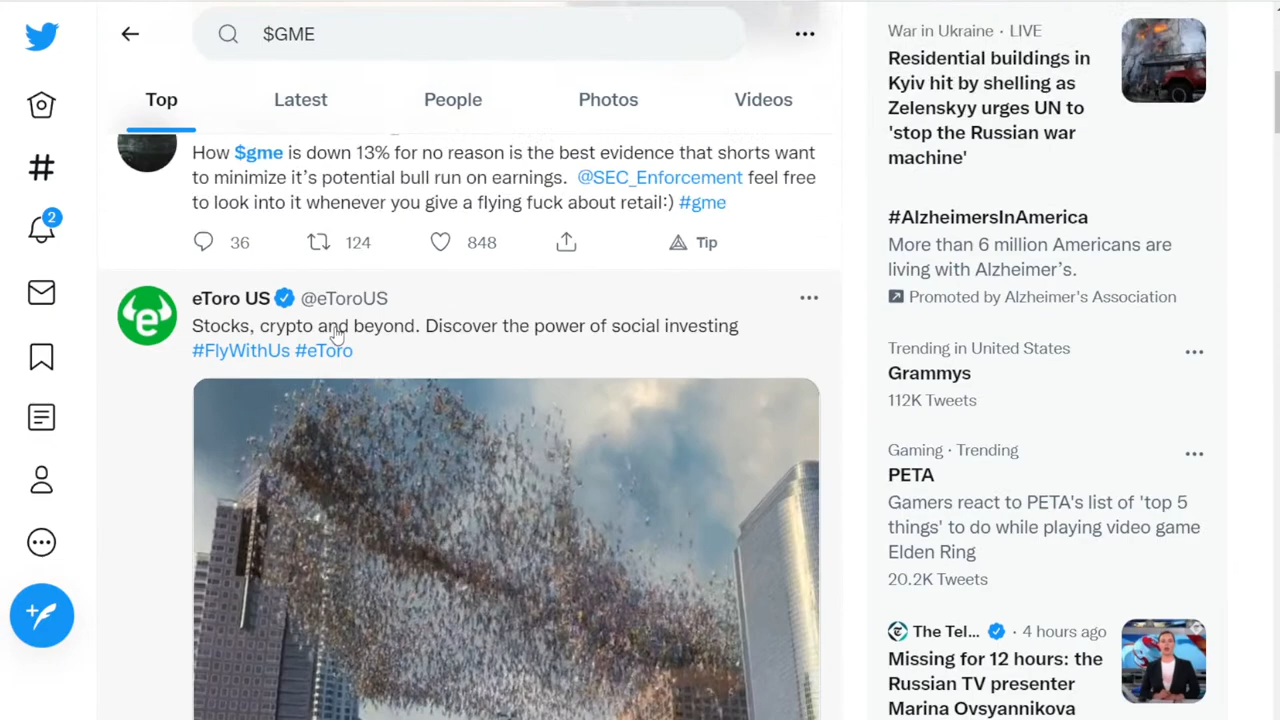 $GME
Top
Latest
People
Photos
Videos
How $gme is down 13% for no reason is the best evidence that shorts want
to minimize it’s potential bull run on earnings. @SEC_Enforcement feel free
to look into it whenever you give a flying fuck about retail:) #gme
36
124
848
Tip
eToro US @eToroUS
Stocks, crypto and beyond. Discover the power of social investing
#FlyWithUs #eToro
2
War in Ukraine · LIVE
Residential buildings in
Kyiv hit by shelling as
Zelenskyy urges UN to
'stop the Russian war
machine'
#AlzheimersInAmerica
More than 6 million Americans are
living with Alzheimer’s.
Promoted by Alzheimer's Association
Trending in United States
Grammys
112K Tweets
Gaming · Trending
PETA
Gamers react to PETA's list of 'top 5
things' to do while playing video game
Elden Ring
20.2K Tweets
The Tel... · 4 hours ago
Missing for 12 hours: the
Russian TV presenter
Marina Ovsyannikova